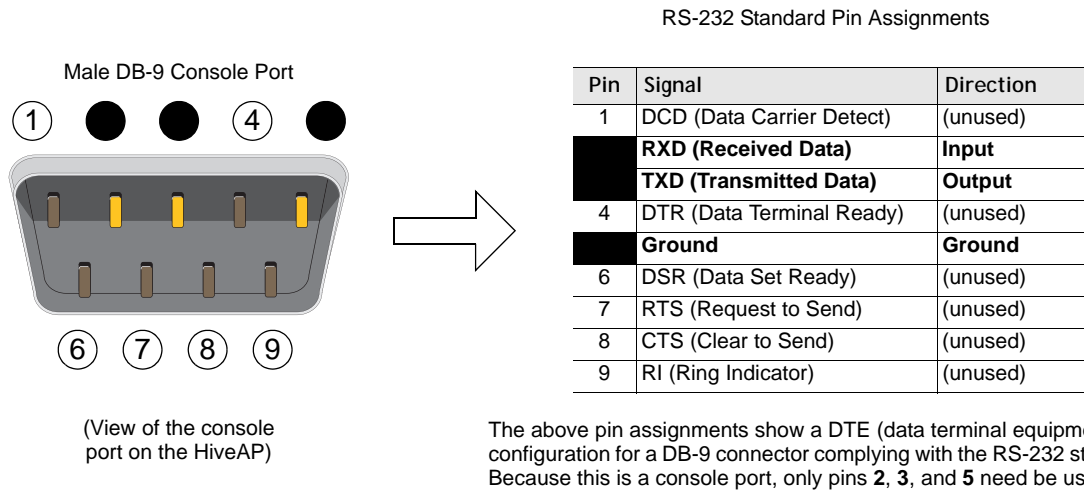 RS-232 Standard Pin Assignments
Male DB-9 Console Port
1 4
6 7 8 9
(View of the console
port on the HiveAP)
Pin Signal Direction
1 DCD (Data Carrier Detect) (unused)
RXD (Received Data) Input
TXD (Transmitted Data) Output
4 DTR (Data Terminal Ready) (unused)
Ground Ground
6 DSR (Data Set Ready) (unused)
7 RTS (Request to Send) (unused)
8 CTS (Clear to Send) (unused)
9 RI (Ring Indicator) (unused)
The above pin assignments show a DTE (data terminal
configuration for a DB-9 connector complying with the RS-232
Because this is a console port, only pins 2, 3, and 5 need be